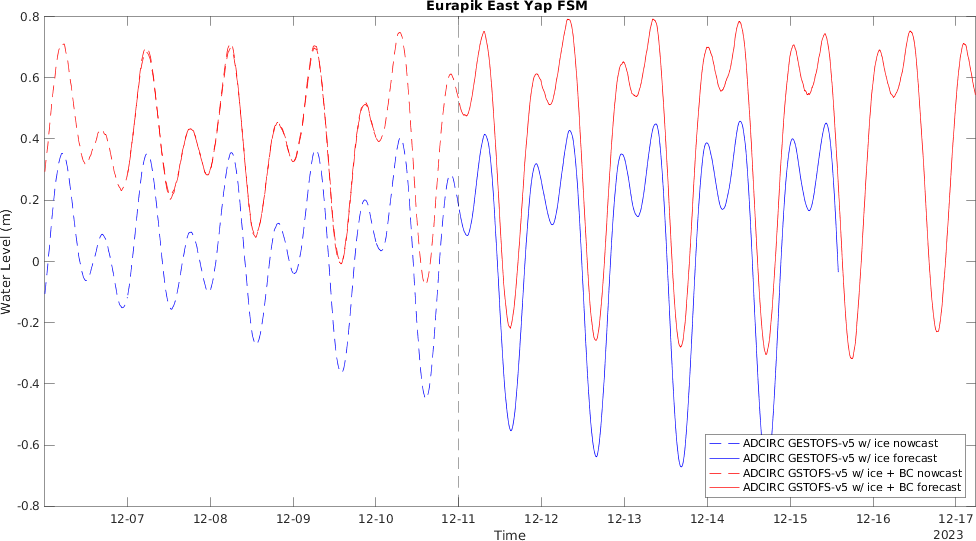 Eurapik East Yap FSM
0.8
0.6
0.4
0.2
0
-0.2
-0.4
-0.6
-0.8
Water Level (m)
ADCIRC GESTOFS-v5 w/ ice nowcast
ADCIRC GESTOFS-v5 w/ ice forecast
ADCIRC GSTOFS-v5 w/ ice + BC nowcast
ADCIRC GSTOFS-v5 w/ ice + BC forecast
12-07 12-08 12-09 12-10 12-11 12-12 12-13 12-14 12-15 12-16 12-17
Time
2023